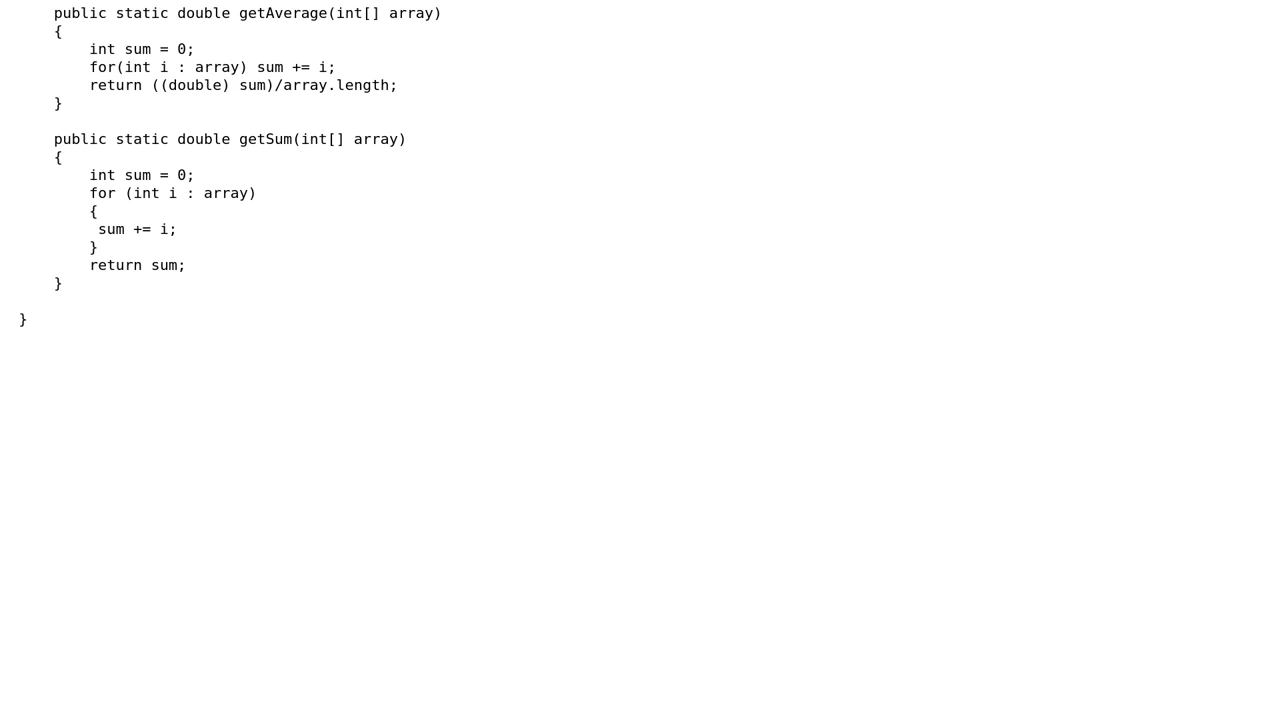 public static double getAverage(int[] array)
    {
        int sum = 0;
        for(int i : array) sum += i;
        return ((double) sum)/array.length;
    }

    public static double getSum(int[] array)
    {
        int sum = 0;
        for (int i : array)
        {
         sum += i;
        }
        return sum;
    }

}